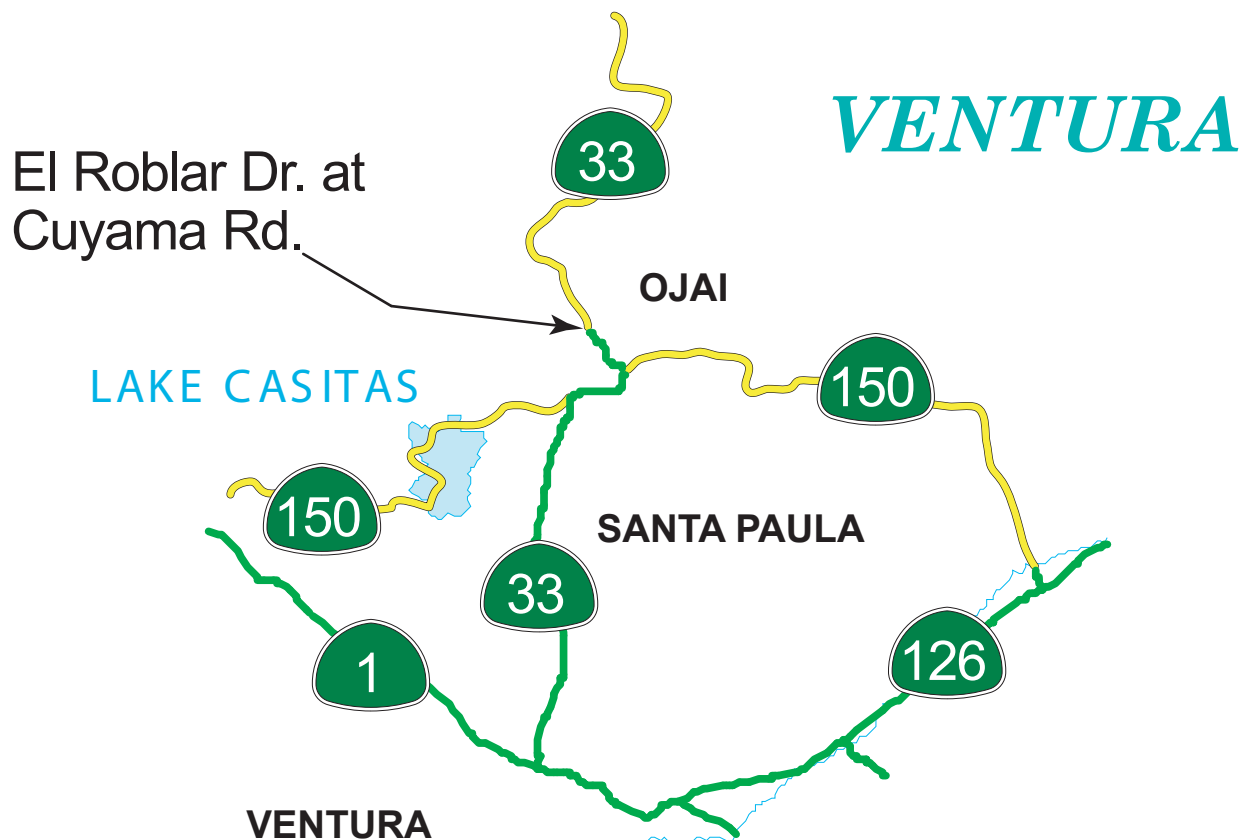 VENTURA
33
El Roblar Dr. at
Cuyama Rd.
OJAI
LAKE CASITAS
150
150
SANTA PAULA
33
1
126
VENTURA